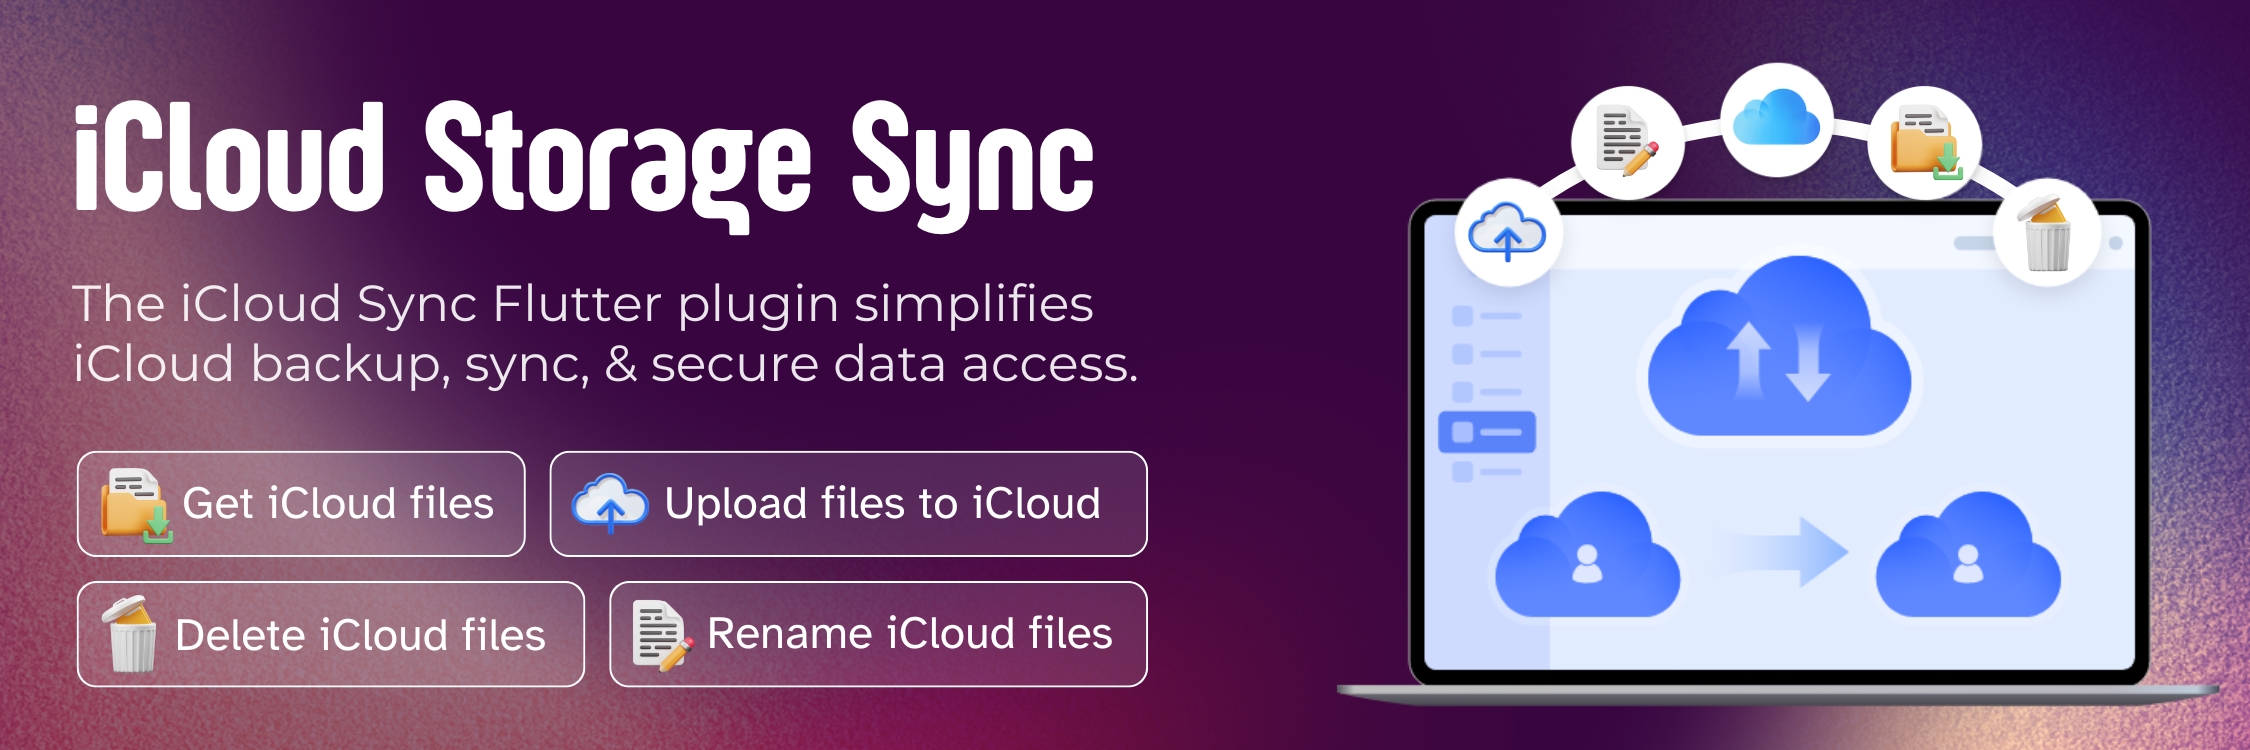 iCloud Storage Sync
The iCloud Sync Flutter plugin simplifies
iCloud backup, sync, & secure data access.
Get iCloud files
Upload files to iCloud
Delete iCloud files
Rename iCloud files